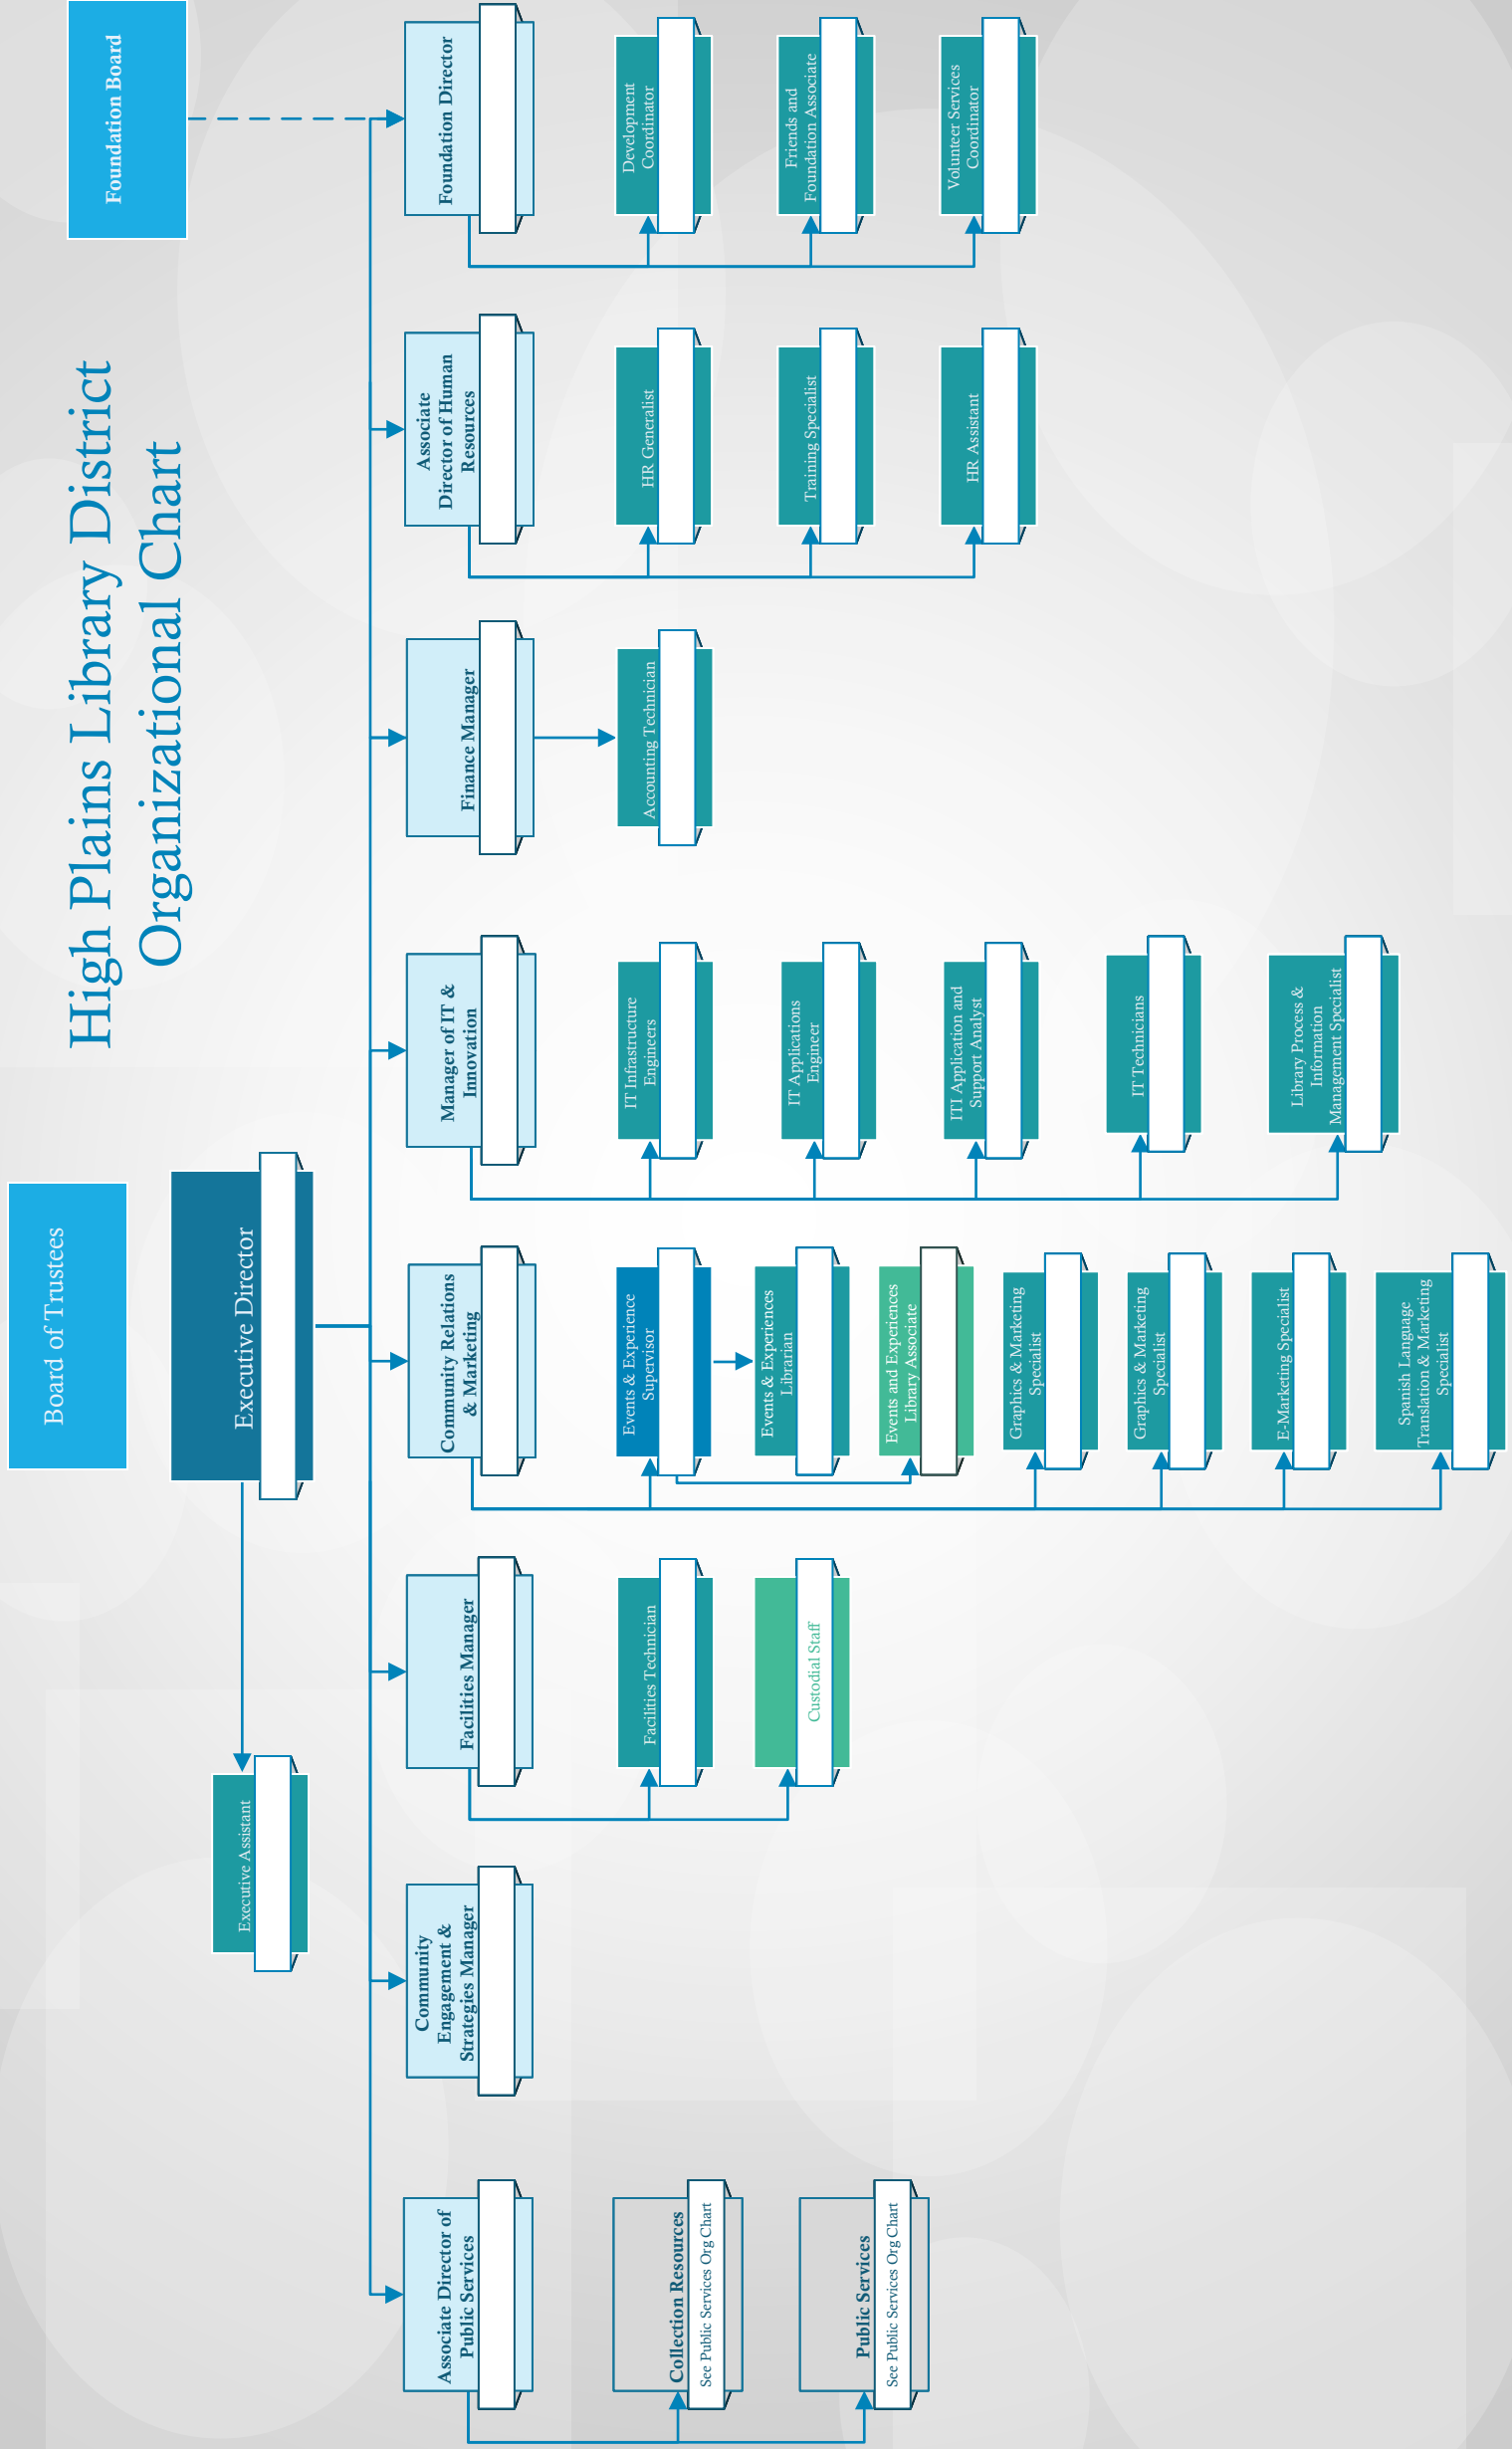 High Plains Library District
Organizational Chart
Board of Trustees
Foundation Board
Executive Director
Executive Assistant
Associate Director of
Public Services
Collection Resources
See Public Services Org Chart
Public Services
See Public Services Org Chart
Community
Engagement &
Strategies Manager
Facilities Manager
Facilities Technician
Custodial Staff
Community Relations
& Marketing
Events & Experience
Supervisor
Events & Experiences
Librarian
Events and Experiences
Library Associate
Graphics & Marketing
Specialist
Graphics & Marketing
Specialist
E-Marketing Specialist
Spanish Language
Translation & Marketing
Specialist
Manager of IT &
Innovation
IT Infrastructure
Engineers
IT Applications
Engineer
ITI Application and
Support Analyst
IT Technicians
Library Process &
Information
Management Specialist
Finance Manager
Accounting Technician
Associate
Director of Human
Resources
HR Generalist
Training Specialist
HR Assistant
Foundation Director
Development
Coordinator
Friends and
Foundation Associate
Volunteer Services
Coordinator